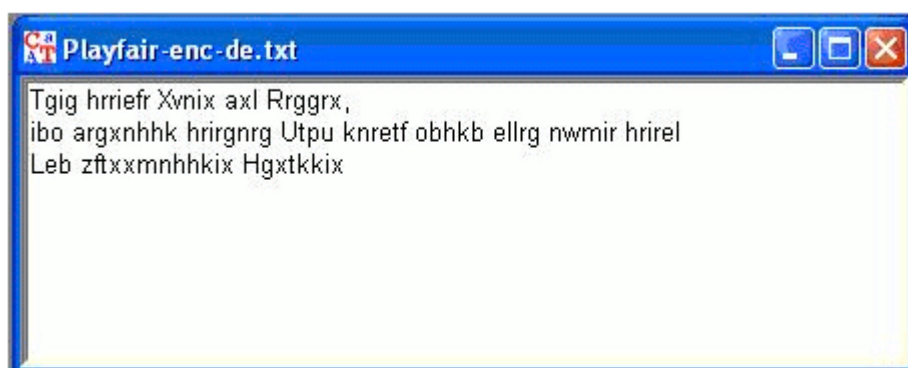 Playfair-enc-de.txt
Tgig hrriefr Xvnix axl Rrggrx,
ibo argxnhhk hrirgnrg Utpu knretf obhkb ellrg nwmir hrirel
Leb zftxxmnhhhkix Hgxtkkix